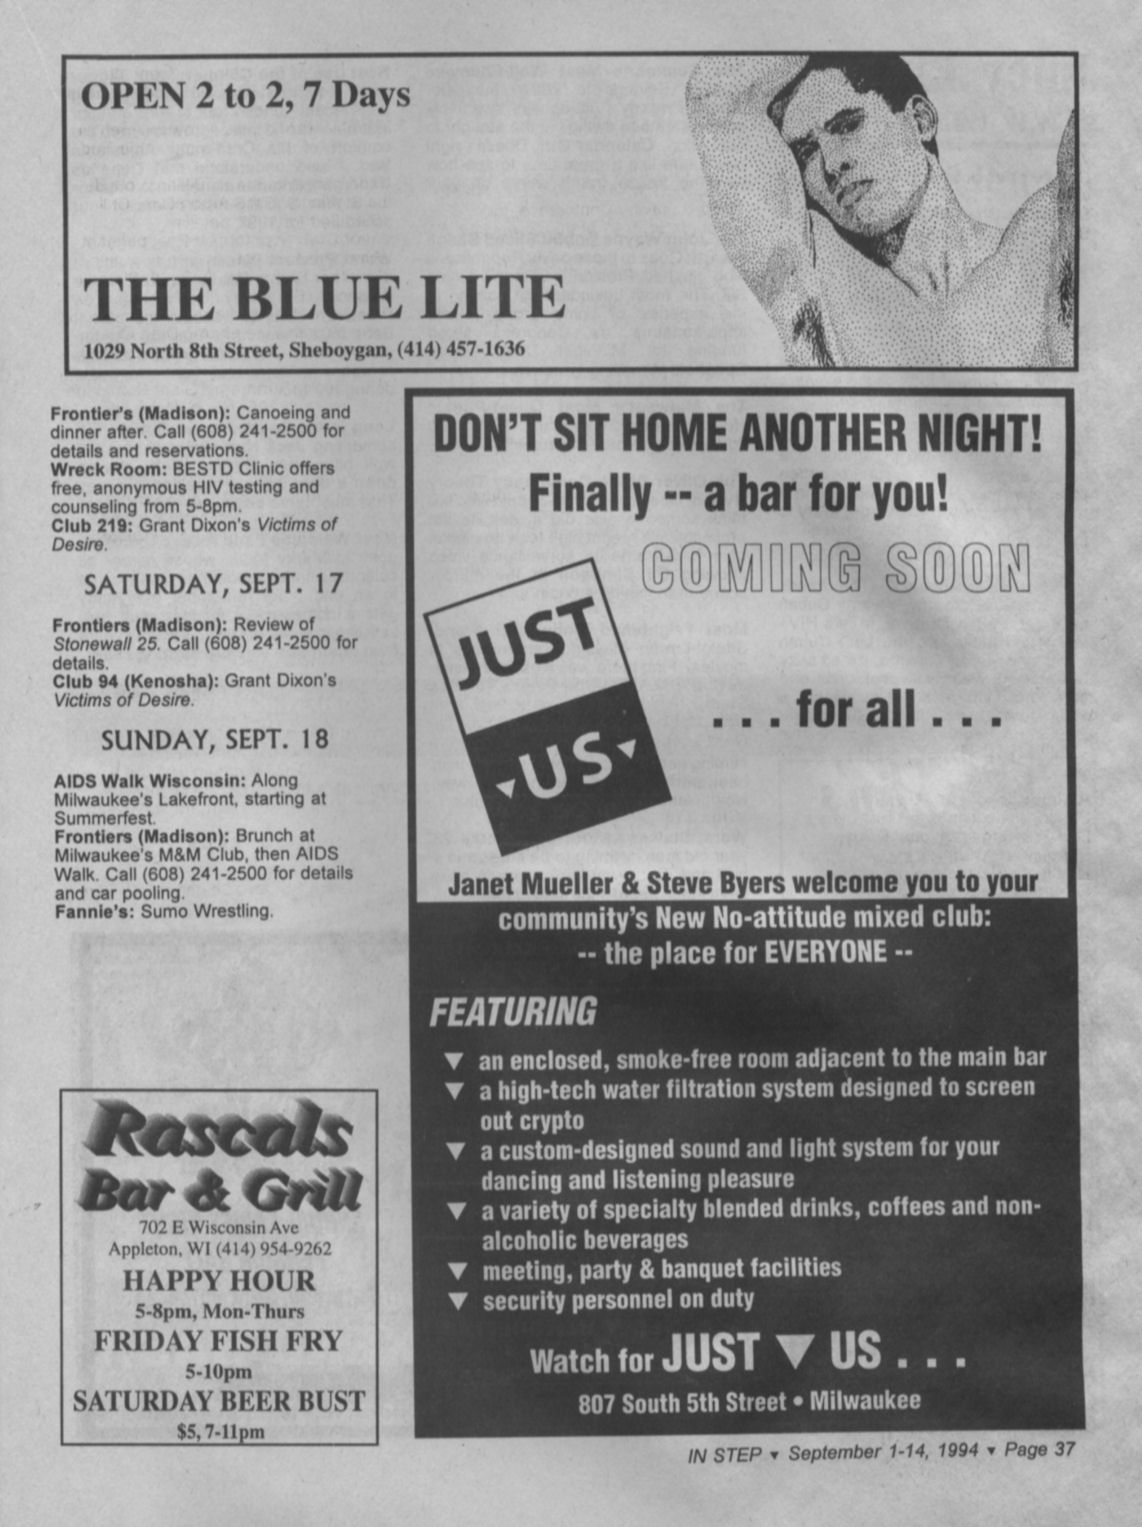 OPEN 2 to 2, 7 Days
THE BLUE LITE
1029 North 8th Street, Sheboygan, (414) 457-1636
Frontier's (Madison): Canoeing and
dinner after. Call (608) 241-2500 for
details and reservations.
Wreck Room: BESTD Clinic offers
free, anonymous HIV testing and
counseling from 5-8pm.
Club 219: Grant Dixon's Victims of
Desire.
SATURDAY, SEPT. 17
Frontiers (Madison): Review of
Stonewall 25. Call (608) 241-2500 for
details.
Club 94 (Kenosha): Grant Dixon's
Victims of Desire.
SUNDAY, SEPT. 18
AIDS Walk Wisconsin: Along
Milwaukee's Lakefront, starting at
Summerfest.
Frontiers (Madison): Brunch at
Milwaukee's M&M Club, then AIDS
Walk. Call (608) 241-2500 for details
and car pooling.
Fannie's: Sumo Wrestling.
Rascals
Bar & Grill
702 E Wisconsin Ave
Appleton, WI (414) 954-9262
HAPPY HOUR
5-8pm, Mon-Thurs
FRIDAY FISH FRY
5-10pm
SATURDAY BEER BUST
$5, 7-11pm
DON'T SIT HOME ANOTHER NIGHT!
Finally -- a bar for you!
COMING SOON
JUST
▼US▼
. . . for all . . .
Janet Mueller & Steve Byers welcome you to your
community's New No-attitude mixed club:
-- the place for EVERYONE --
FEATURING
▼ an enclosed, smoke-free room adjacent to the main bar
▼ a high-tech water filtration system designed to screen
out crypto
▼ a custom-designed sound and light system for your
dancing and listening pleasure
▼ a variety of specialty blended drinks, coffees and non-
alcoholic beverages
▼ meeting, party & banquet facilities
▼ security personnel on duty
Watch for JUST ▼ US . . .
807 South 5th Street • Milwaukee
IN STEP ▼ September 1-14, 1994 ▼ Page 37